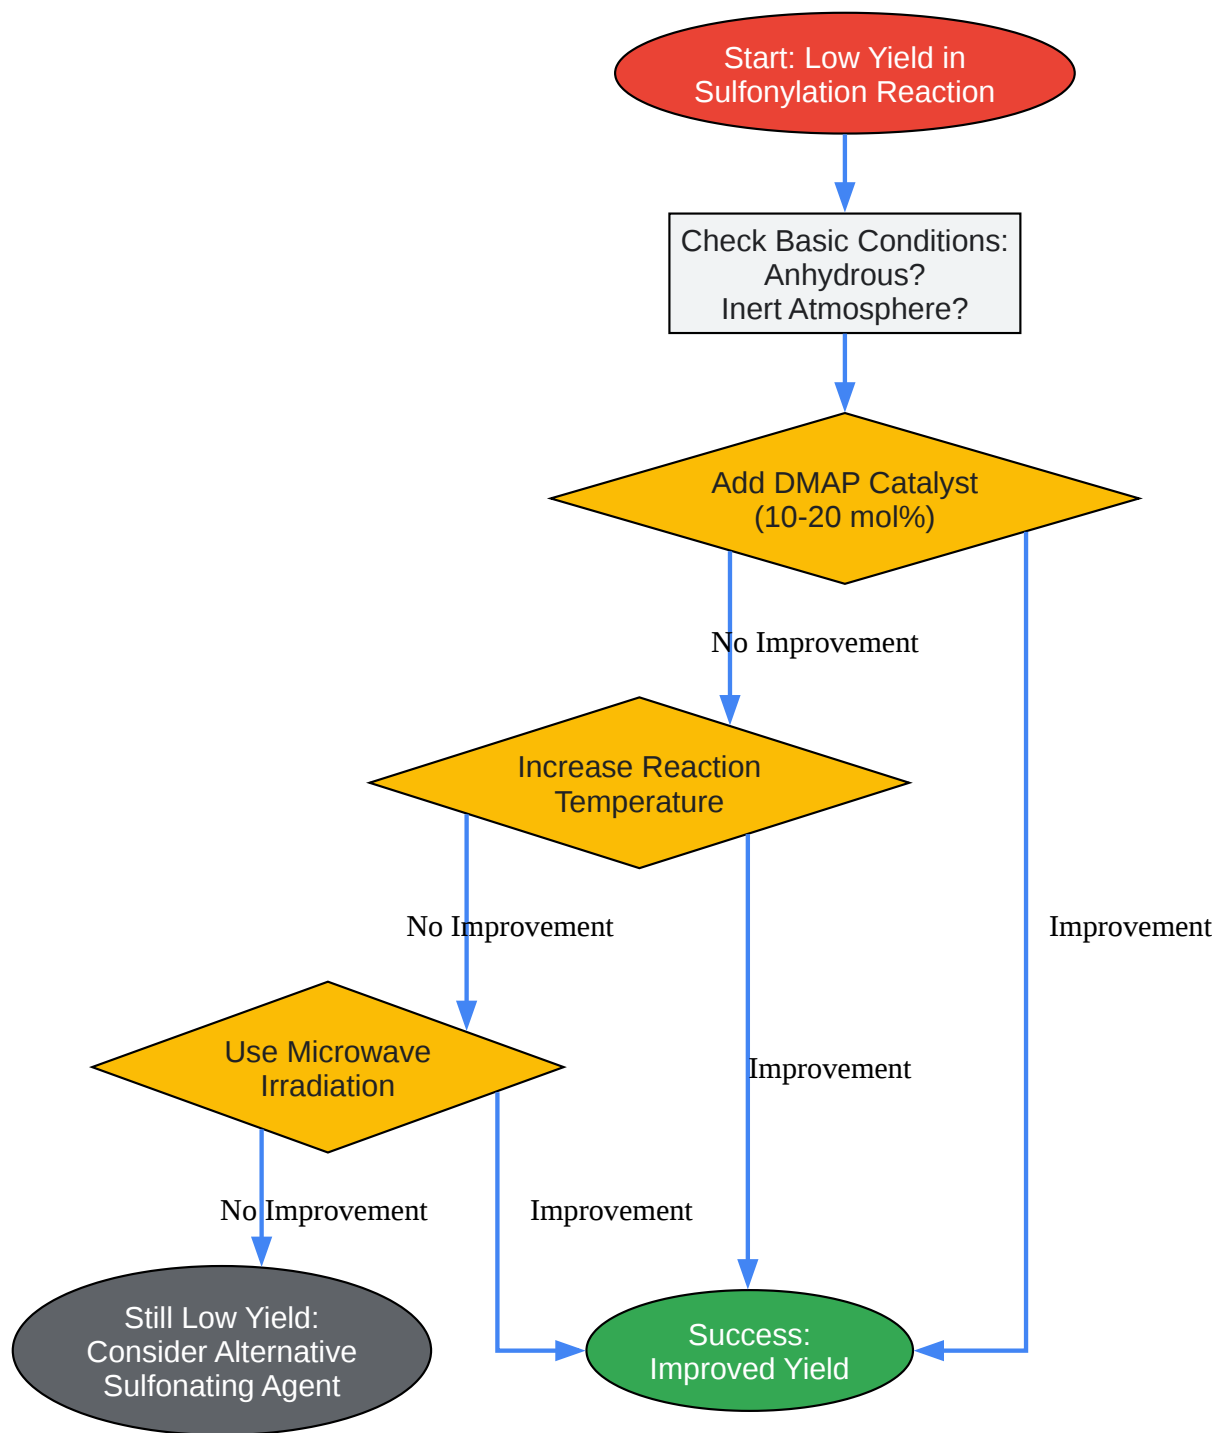 Start: Low Yield in
Sulfonylation Reaction
Check Basic Conditions:
Anhydrous?
Inert Atmosphere?
Add DMAP Catalyst
(10-20 mol%)
No Improvement
Increase Reaction
Temperature
No Improvement
Improvement
Use Microwave
Irradiation
Improvement
No Improvement
Improvement
Still Low Yield:
Consider Alternative
Sulfonating Agent
Success:
Improved Yield